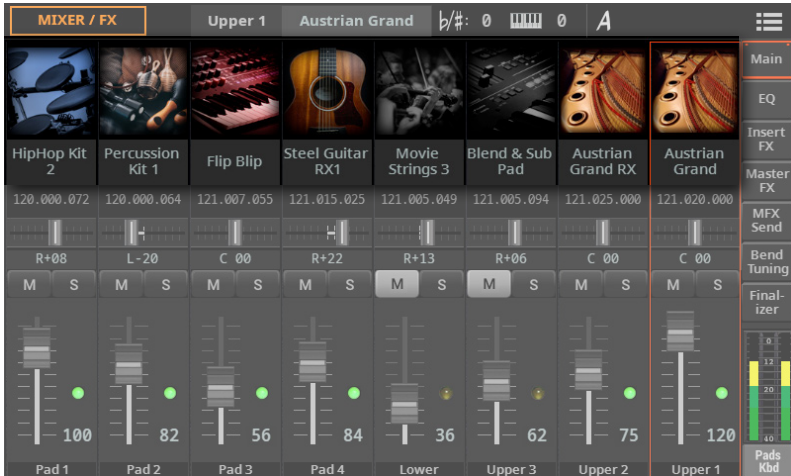 MIXER / FX Upper 1 Austrian Grand ♭/♯: 0 0 A
Main
EQ
Insert
FX
Master
FX
MFX
Send
Bend
Tuning
Final-
izer
0
12
20
40
Pads
Kbd
HipHop Kit
2
Percussion
Kit 1
Flip Blip
Steel Guitar
RX1
Movie
Strings 3
Blend & Sub
Pad
Austrian
Grand RX
Austrian
Grand
120.000.072 120.000.064 121.007.055 121.015.025 121.005.049 121.005.094 121.025.000 121.020.000
R+08 L-20 C 00 R+22 R+13 R+06 C 00 C 00
M S M S M S M S M S M S M S M S
100 82 56 84 36 62 75 120
Pad 1 Pad 2 Pad 3 Pad 4 Lower Upper 3 Upper 2 Upper 1